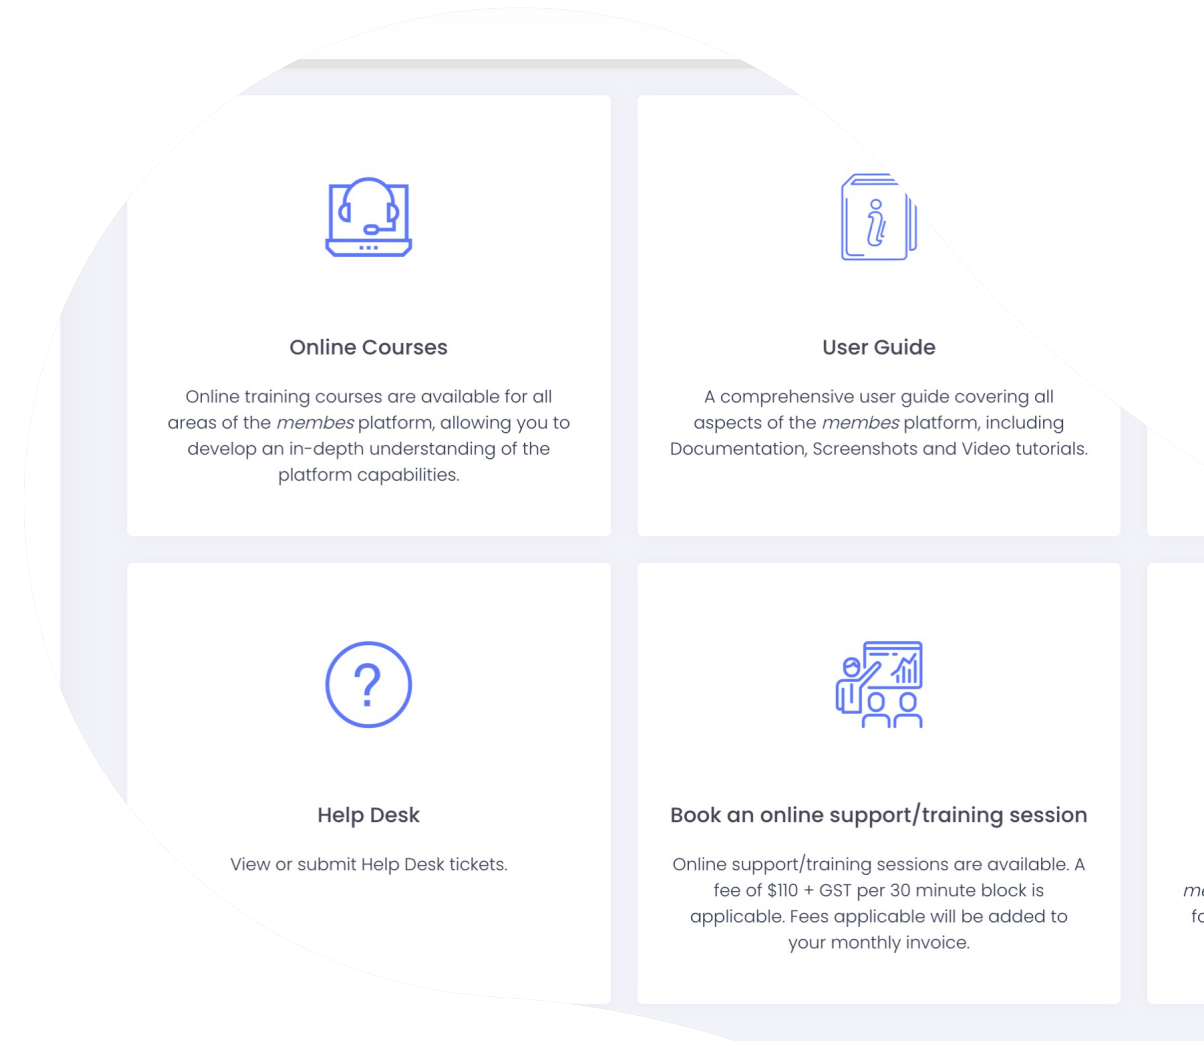 Online Courses
Online training courses are available for all
areas of the membes platform, allowing you to
develop an in-depth understanding of the
platform capabilities.
User Guide
A comprehensive user guide covering all
aspects of the membes platform, including
Documentation, Screenshots and Video tutorials.
Help Desk
View or submit Help Desk tickets.
Book an online support/training session
Online support/training sessions are available. A
fee of $110 + GST per 30 minute block is
applicable. Fees applicable will be added to
your monthly invoice.